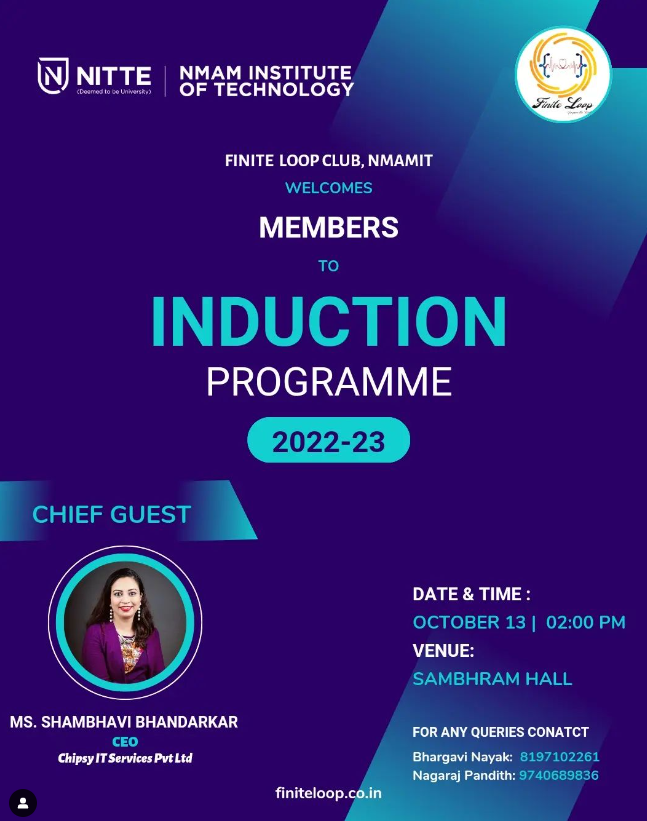 NITTE
(Deemed to be University)
NMAM INSTITUTE
OF TECHNOLOGY
Finite Loop
FINITE LOOP CLUB, NMAMIT
WELCOMES
MEMBERS
TO
INDUCTION
PROGRAMME
2022-23
CHIEF GUEST
MS. SHAMBHAVI BHANDARKAR
CEO
Chipsy IT Services Pvt Ltd
DATE & TIME :
OCTOBER 13 | 02:00 PM
VENUE:
SAMBHRAM HALL
FOR ANY QUERIES CONATCT
Bhargavi Nayak: 8197102261
Nagaraj Pandith: 9740689836
finiteloop.co.in